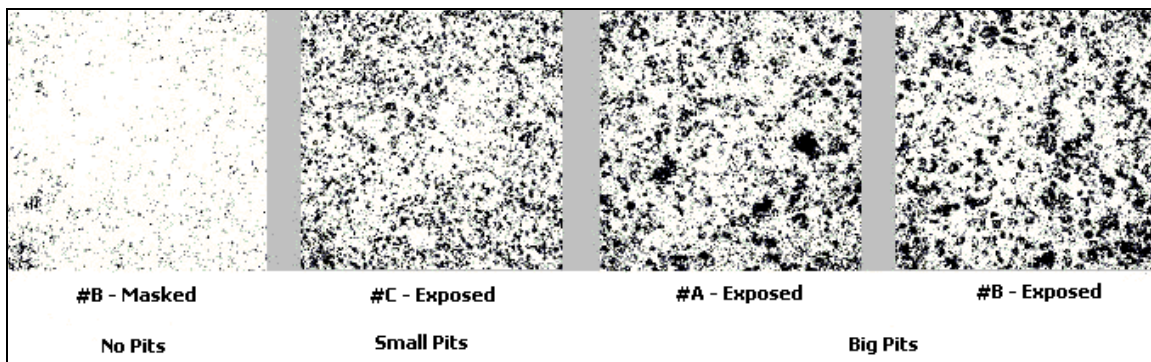 #B - Masked #C - Exposed #A - Exposed #B - Exposed
No Pits Small Pits Big Pits